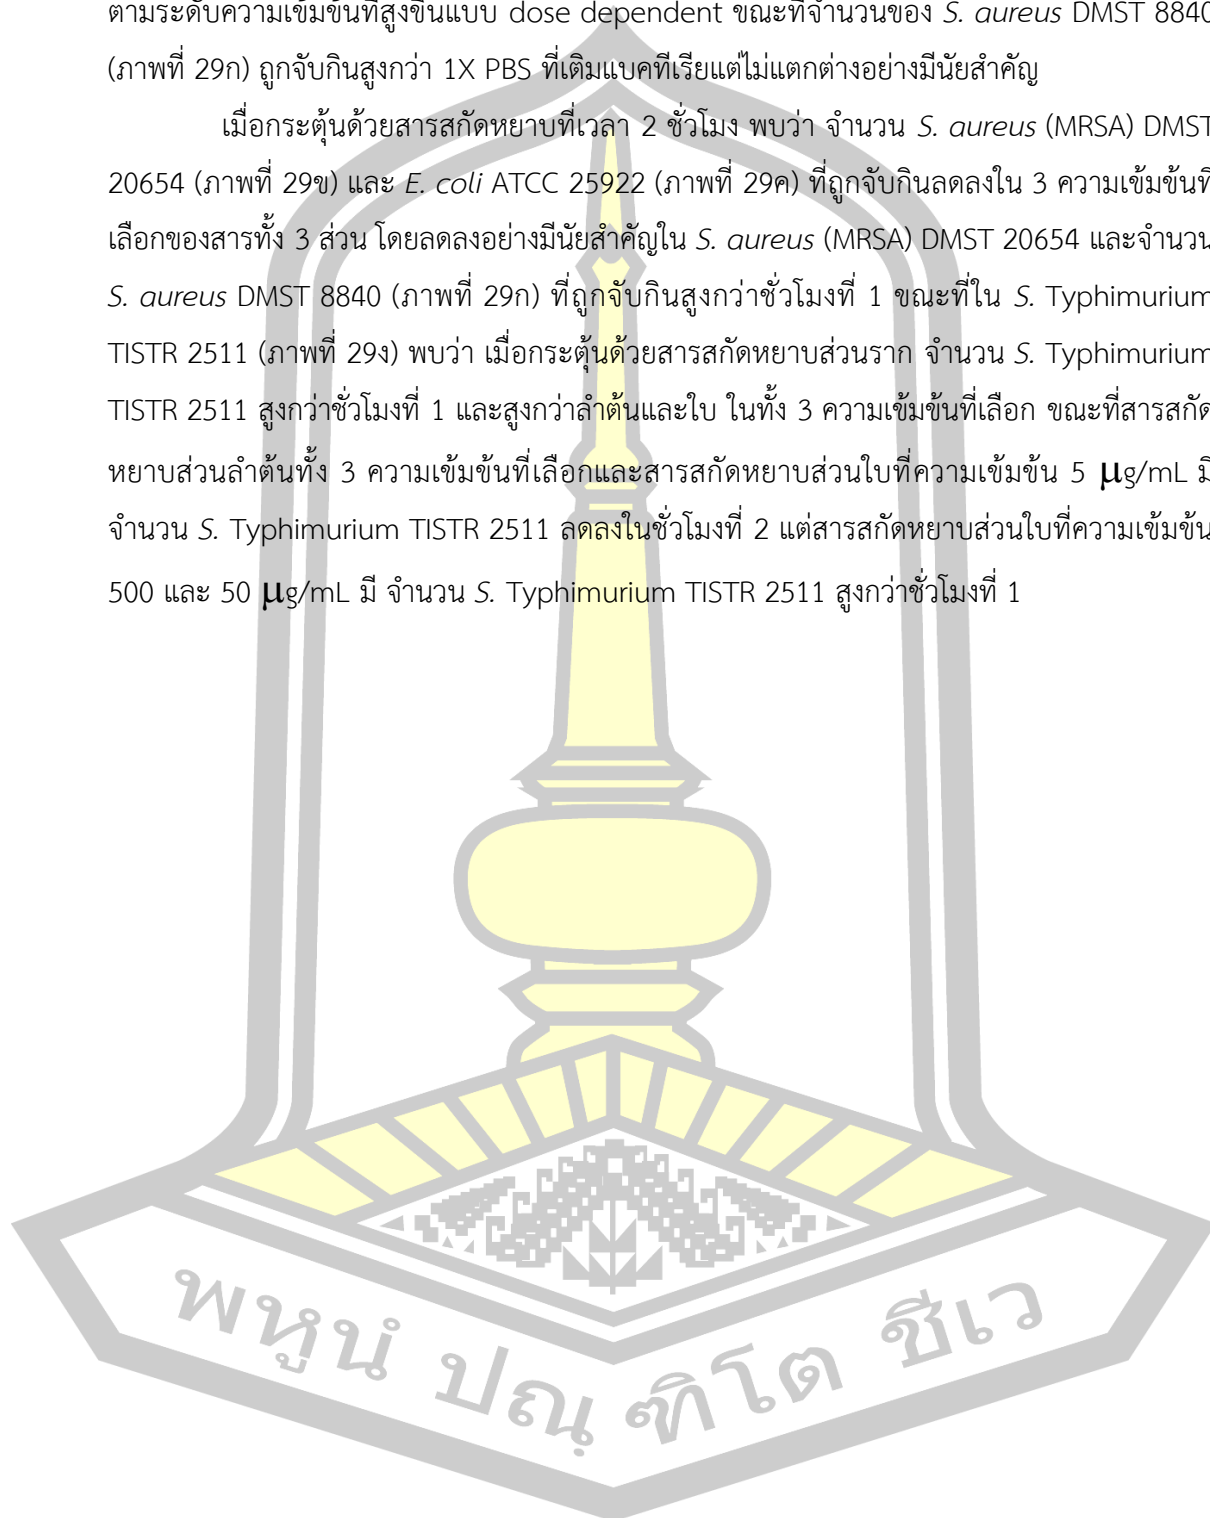 ตามระดับความเข้มข้นที่สูงขึ้นแบบ dose dependent ขณะที่จำนวนของ S. aureus DMST 8840
(ภาพที่ 29ก) ถูกจับกินสูงกว่า 1X PBS ที่เติมแบคทีเรียแต่ไม่แตกต่างอย่างมีนัยสำคัญ
เมื่อกระตุ้นด้วยสารสกัดหยาบที่เวลา 2 ชั่วโมง พบว่า จำนวน S. aureus (MRSA) DMST
20654 (ภาพที่ 29ข) และ E. coli ATCC 25922 (ภาพที่ 29ค) ที่ถูกจับกินลดลงใน 3 ความเข้มข้นที่
เลือกของสารทั้ง 3 ส่วน โดยลดลงอย่างมีนัยสำคัญใน S. aureus (MRSA) DMST 20654 และจำนวน
S. aureus DMST 8840 (ภาพที่ 29ก) ที่ถูกจับกินสูงกว่าชั่วโมงที่ 1 ขณะที่ใน S. Typhimurium
TISTR 2511 (ภาพที่ 29ง) พบว่า เมื่อกระตุ้นด้วยสารสกัดหยาบส่วนราก จำนวน S. Typhimurium
TISTR 2511 สูงกว่าชั่วโมงที่ 1 และสูงกว่าลำต้นและใบ ในทั้ง 3 ความเข้มข้นที่เลือก ขณะที่สารสกัด
หยาบส่วนลำต้นทั้ง 3 ความเข้มข้นที่เลือกและสารสกัดหยาบส่วนใบที่ความเข้มข้น 5 µg/mL มี
จำนวน S. Typhimurium TISTR 2511 ลดลงในชั่วโมงที่ 2 แต่สารสกัดหยาบส่วนใบที่ความเข้มข้น
500 และ 50 µg/mL มี จำนวน S. Typhimurium TISTR 2511 สูงกว่าชั่วโมงที่ 1
พหูนํ ปณฺฑิโต ชีเว